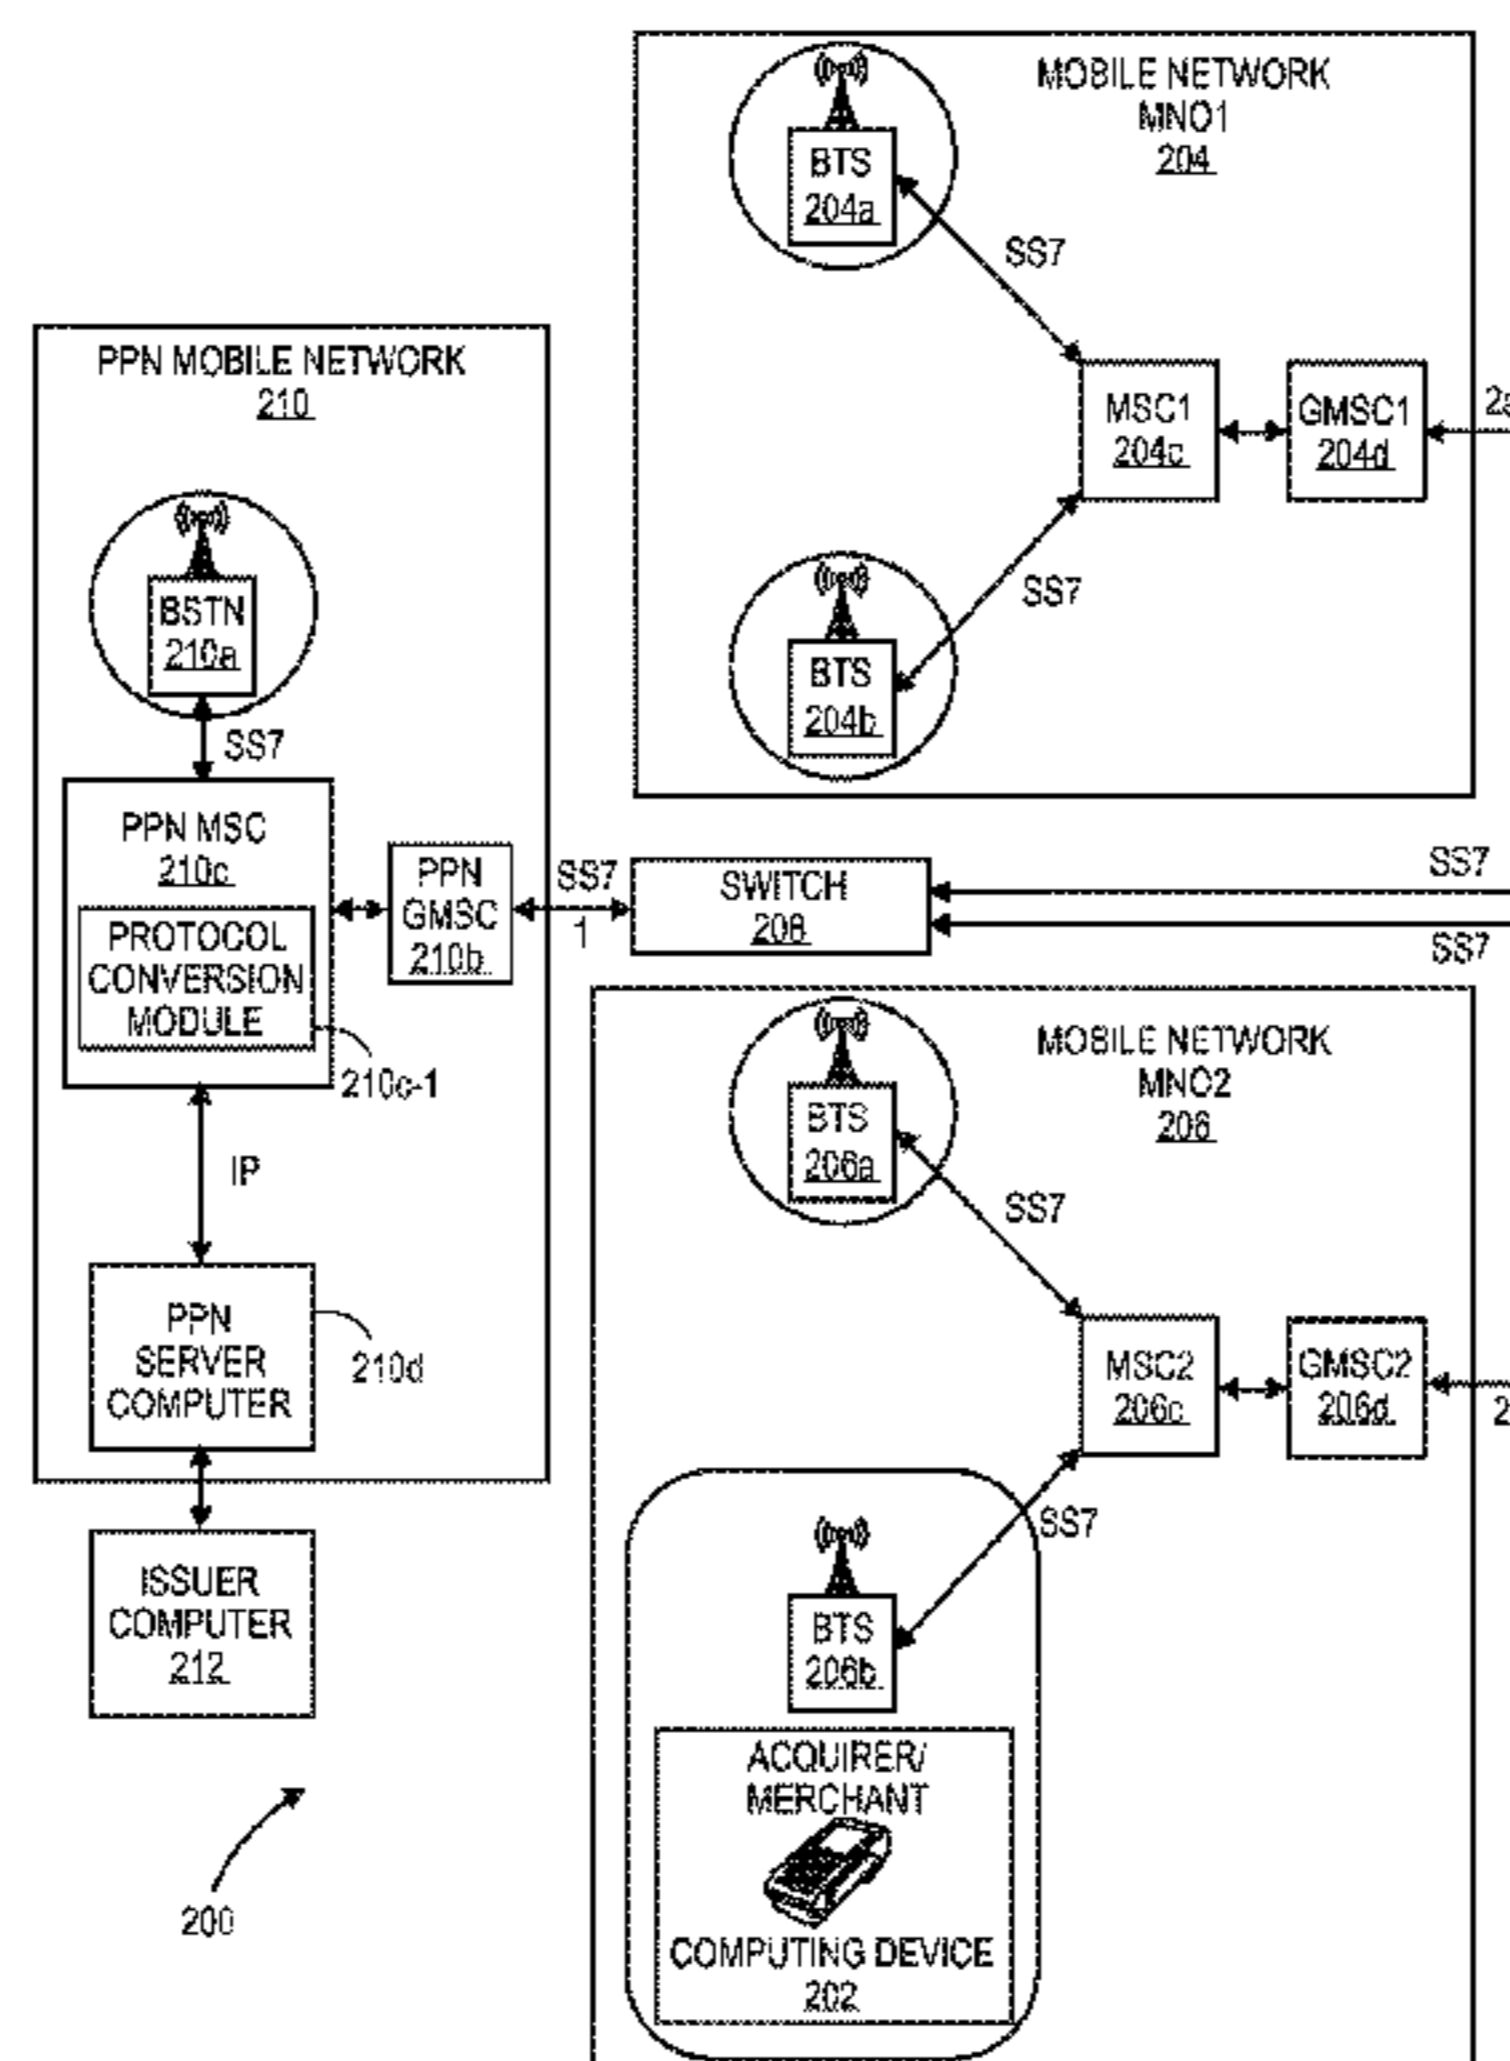 MOBILE NETWORK
MNO1
204
BTS
204a
SS7
MSC1
204c
GMSC1
204d
SS7
BTS
204b
PPN MOBILE NETWORK
210
BSTN
210a
SS7
PPN MSC
210c
PROTOCOL
CONVERSION
MODULE
210c-1
PPN
GMSC
210b
SS7
1
SWITCH
208
SS7
SS7
IP
PPN
SERVER
COMPUTER
210d
ISSUER
COMPUTER
212
200
MOBILE NETWORK
MNO2
206
BTS
206a
SS7
MSC2
206c
GMSC2
206d
SS7
BTS
206b
ACQUIRER/
MERCHANT
COMPUTING DEVICE
202